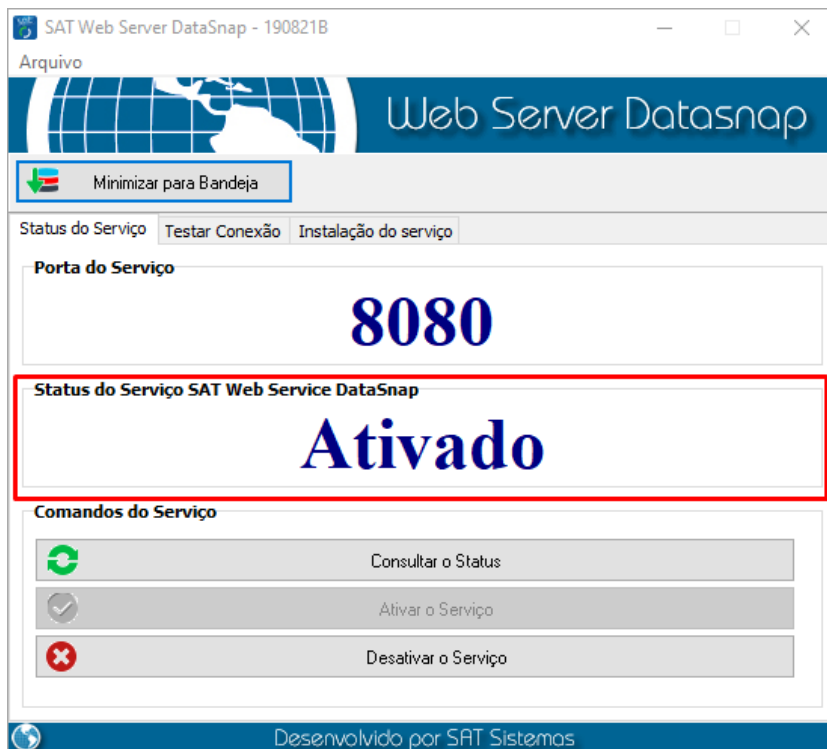 SAT Web Server DataSnap - 190821B
Arquivo
Web Server Datasnap
Minimizar para Bandeja
Status do Serviço Testar Conexão Instalação do serviço
Porta do Serviço
8080
Status do Serviço SAT Web Service DataSnap
Ativado
Comandos do Serviço
Consultar o Status
Ativar o Serviço
Desativar o Serviço
Desenvolvido por SAT Sistemas